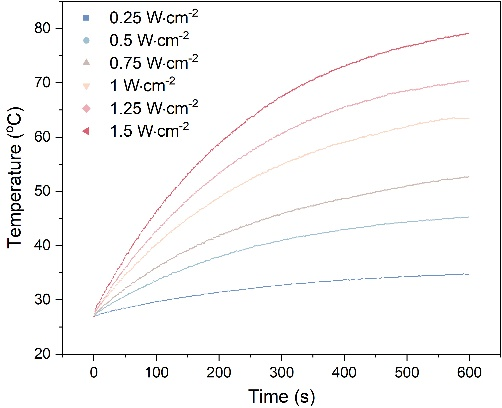 0.25 W·cm⁻²
0.5 W·cm⁻²
0.75 W·cm⁻²
1 W·cm⁻²
1.25 W·cm⁻²
1.5 W·cm⁻²
Temperature (°C)
80
70
60
50
40
30
20
0 100 200 300 400 500 600
Time (s)